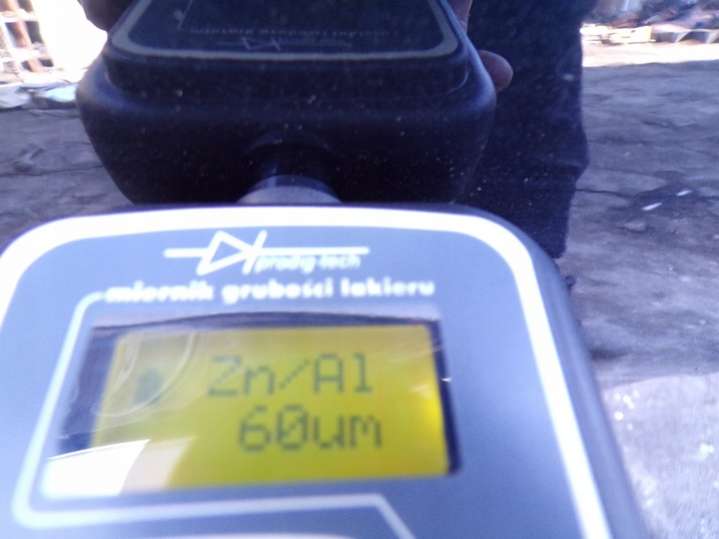 prodig-tech
miernik grubości lakieru
Zn/Al
60um